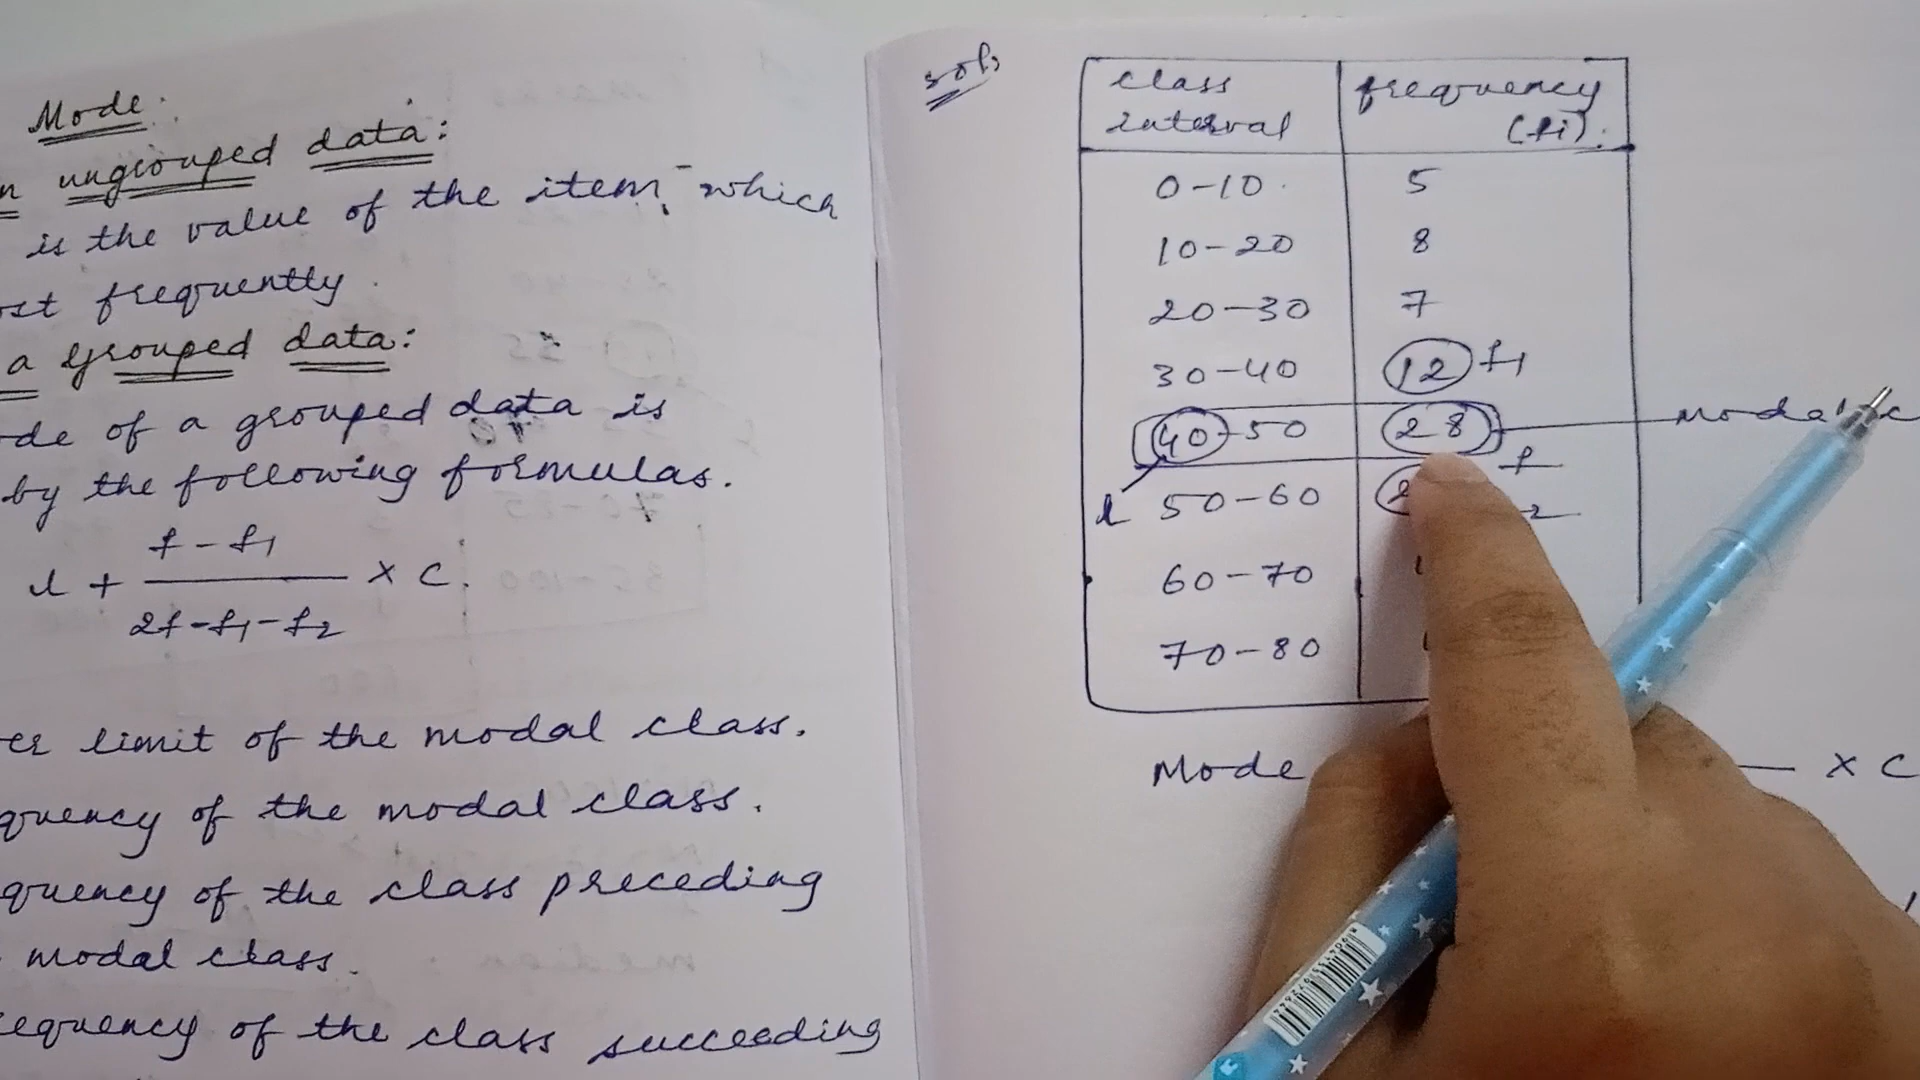 Mode:
n ungrouped data:
is the value of the item, which
ost frequently.
a grouped data:
de of a grouped data is
by the following formulas.
l + f - f1 / 2f - f1 - f2 × c.
er limit of the modal class.
quency of the modal class.
quency of the class preceding
modal class.
equency of the class succeeding
sol:
class interval frequency (fi).
0-10 5
10-20 8
20-30 7
30-40 12 f1
40-50 28 Modal c
f
l 50-60 2
60-70
70-80
Mode × c